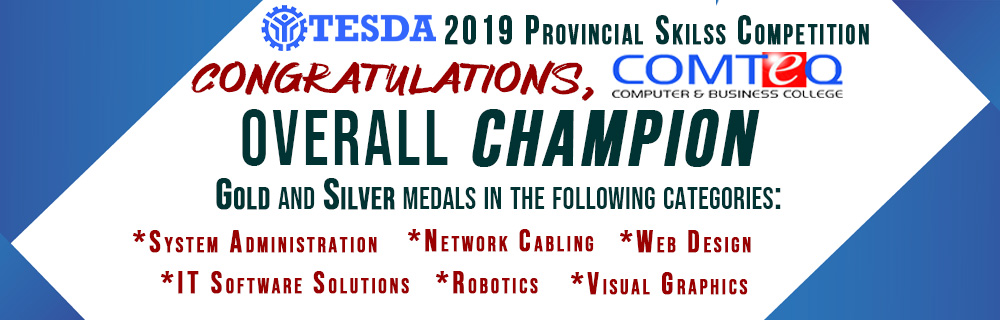 TESDA 2019 Provincial Skilss Competition
Congratulations, COMTeQ
COMPUTER & BUSINESS COLLEGE
OVERALL CHAMPION
Gold and Silver medals in the following categories:
*System Administration *Network Cabling *Web Design
*IT Software Solutions *Robotics *Visual Graphics